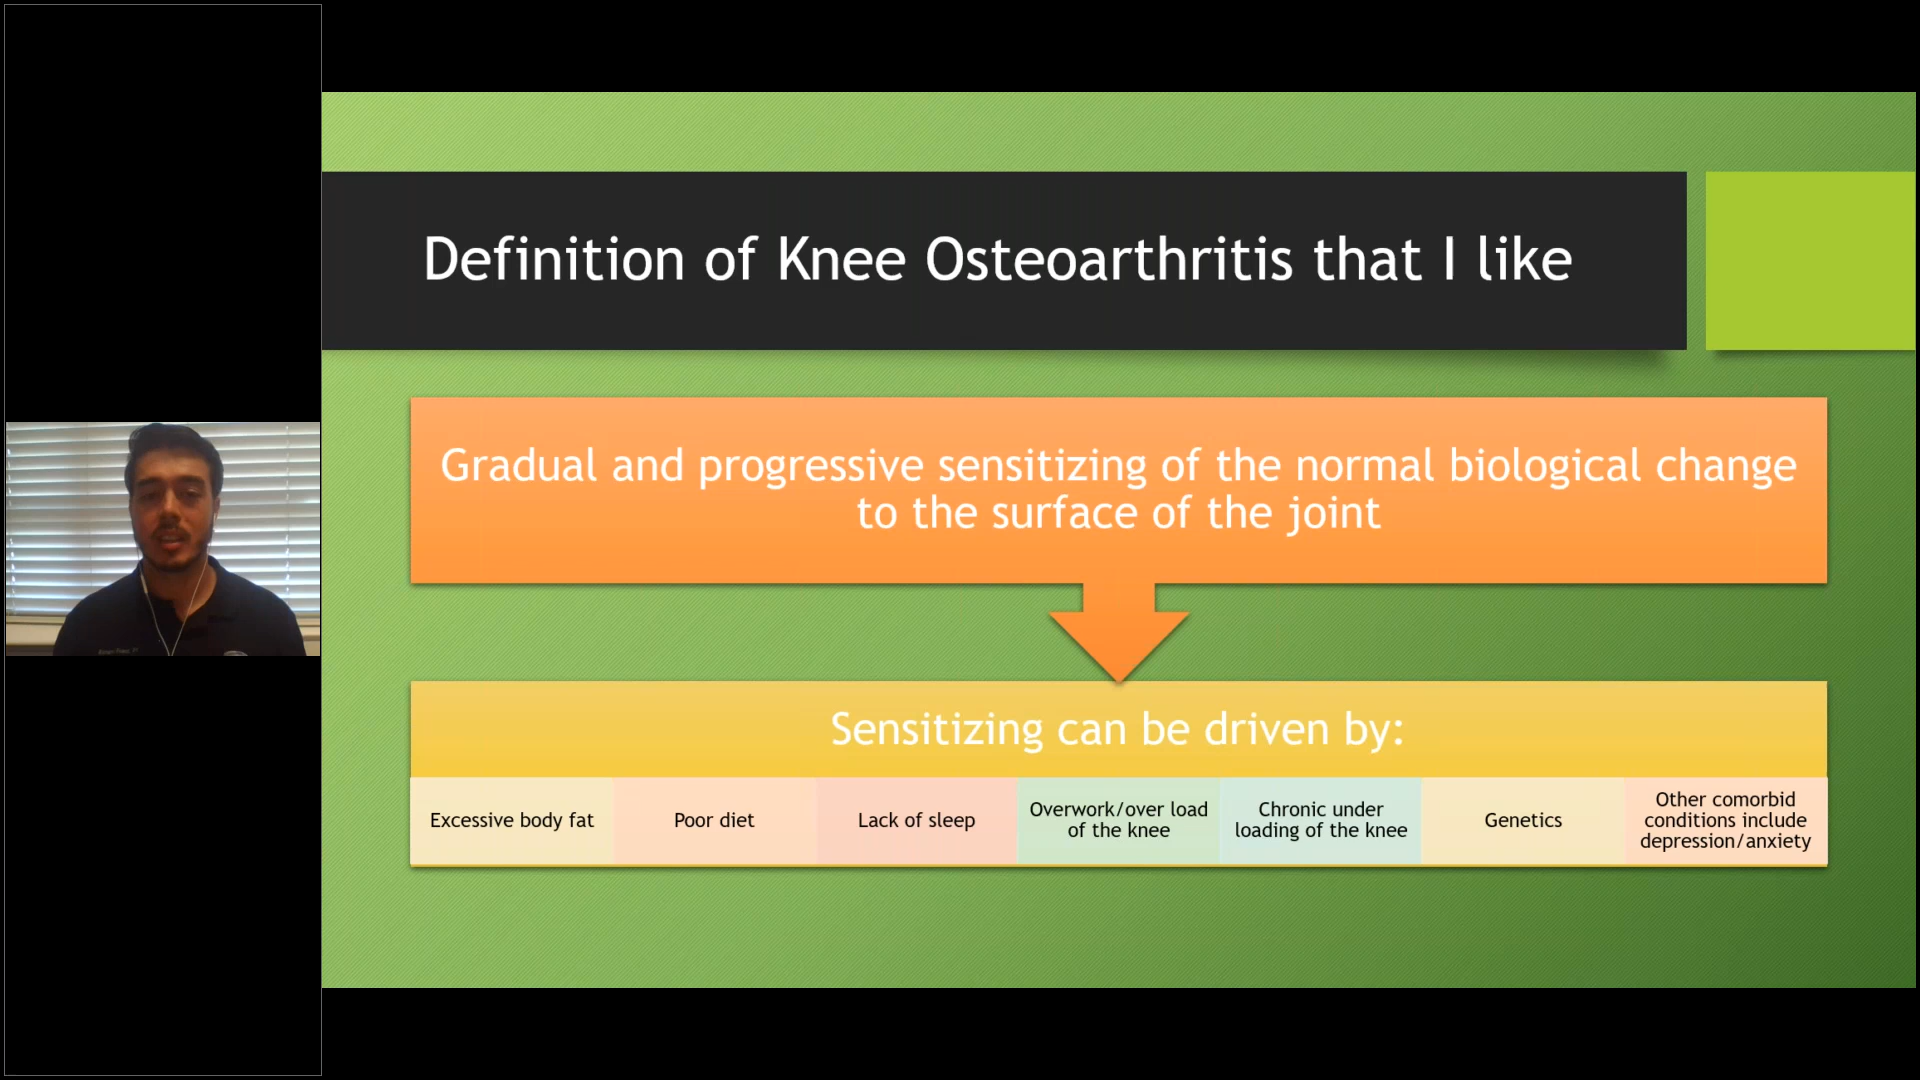 Definition of Knee Osteoarthritis that I like
Gradual and progressive sensitizing of the normal biological change
to the surface of the joint
Sensitizing can be driven by:
Excessive body fat
Poor diet
Lack of sleep
Overwork/over load
of the knee
Chronic under
loading of the knee
Genetics
Other comorbid
conditions include
depression/anxiety